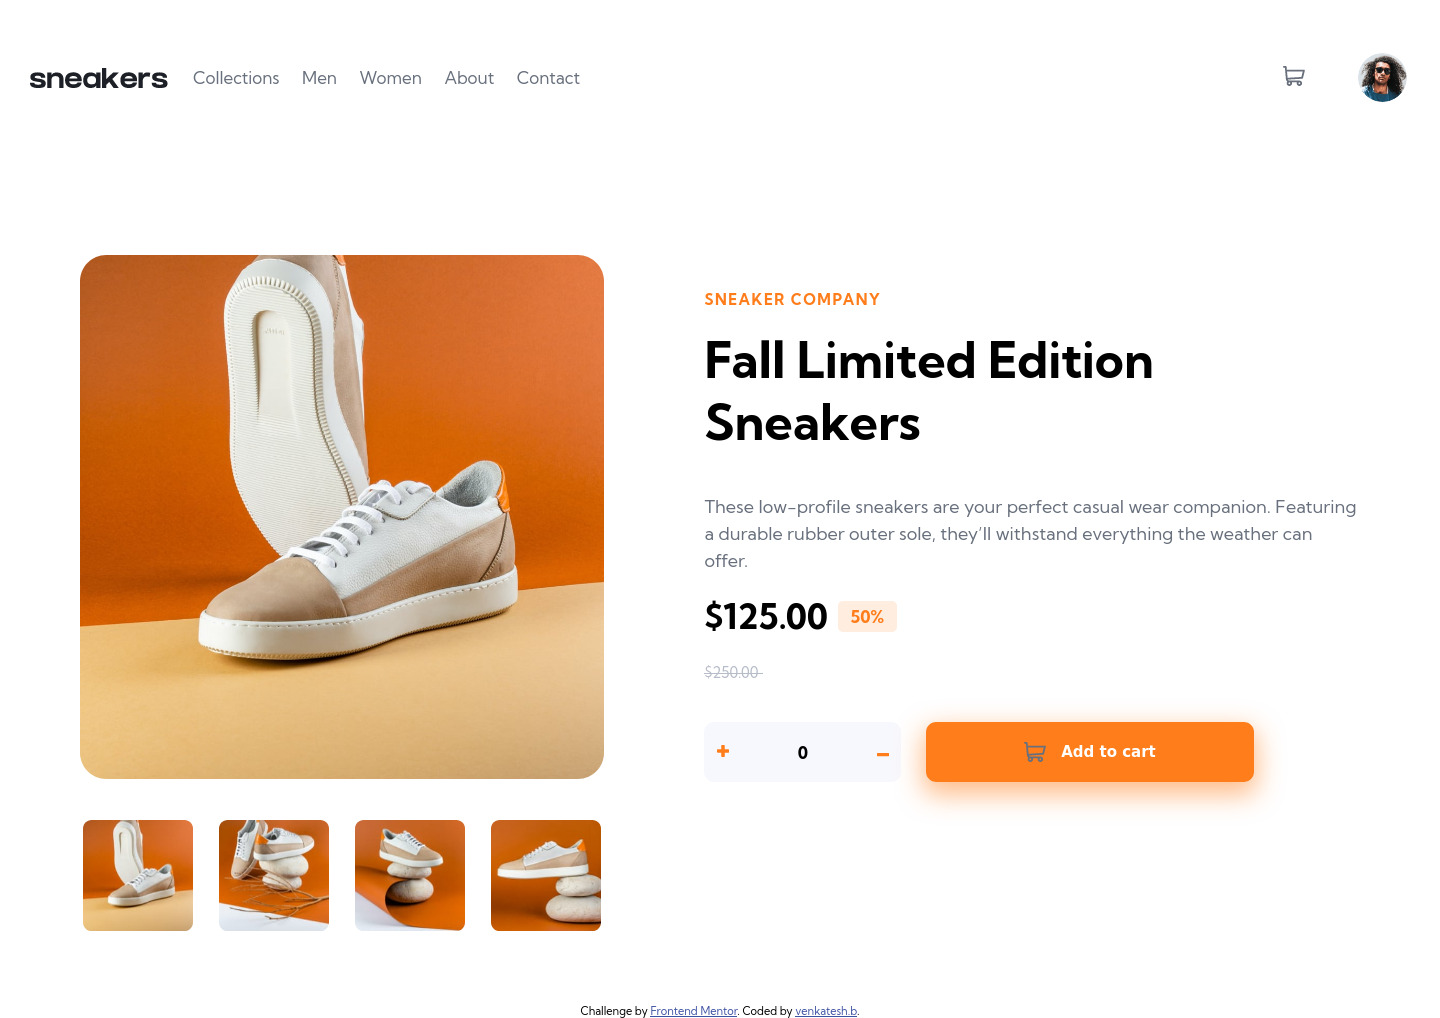 sneakers Collections Men Women About Contact
SNEAKER COMPANY
Fall Limited Edition
Sneakers
These low-profile sneakers are your perfect casual wear companion. Featuring
a durable rubber outer sole, they’ll withstand everything the weather can
offer.
$125.00 50%
$250.00
+ 0 − Add to cart
Challenge by Frontend Mentor. Coded by venkatesh.b.